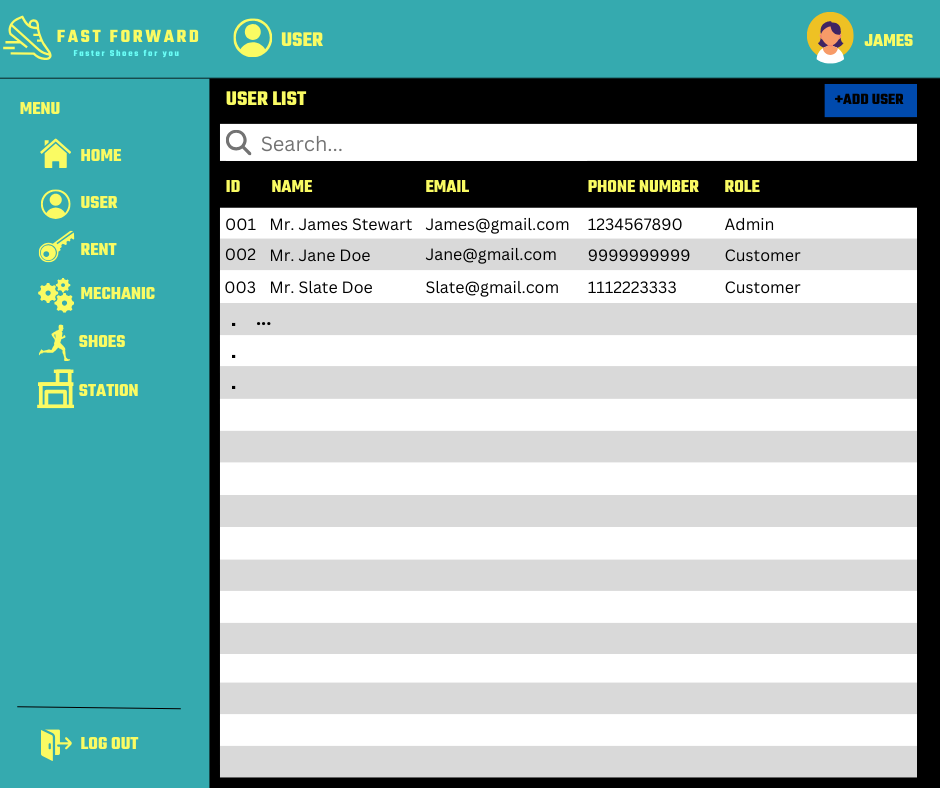 FAST FORWARD
Faster Shoes for you
USER
JAMES
MENU
HOME
USER
RENT
MECHANIC
SHOES
STATION
LOG OUT
USER LIST
+ADD USER
Search...
ID NAME EMAIL PHONE NUMBER ROLE
001 Mr. James Stewart James@gmail.com 1234567890 Admin
002 Mr. Jane Doe Jane@gmail.com 9999999999 Customer
003 Mr. Slate Doe Slate@gmail.com 1112223333 Customer
. ...
.
.